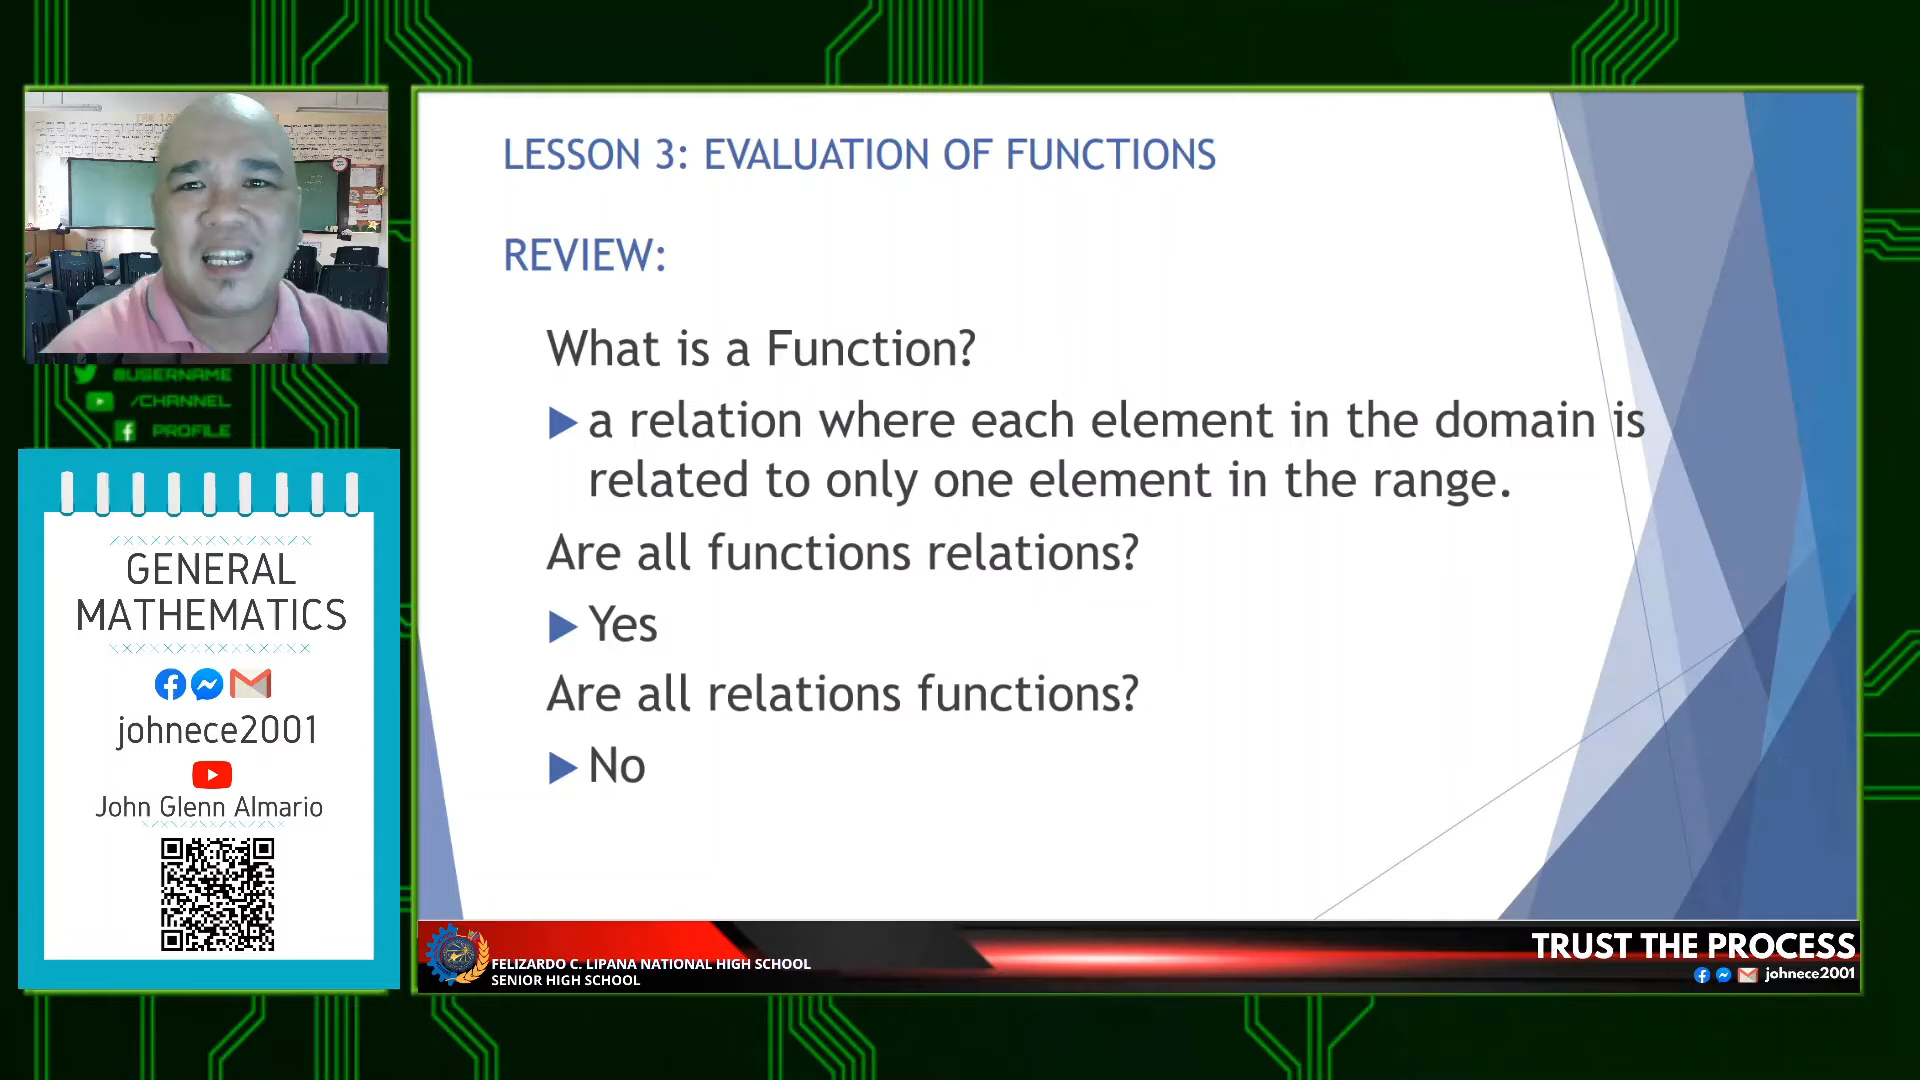 LESSON 3: EVALUATION OF FUNCTIONS
REVIEW:
What is a Function?
a relation where each element in the domain is
related to only one element in the range.
Are all functions relations?
Yes
Are all relations functions?
No
@USERNAME
/CHANNEL
PROFILE
GENERAL
MATHEMATICS
johnece2001
John Glenn Almario
FELIZARDO C. LIPANA NATIONAL HIGH SCHOOL
SENIOR HIGH SCHOOL
TRUST THE PROCESS
johnece2001